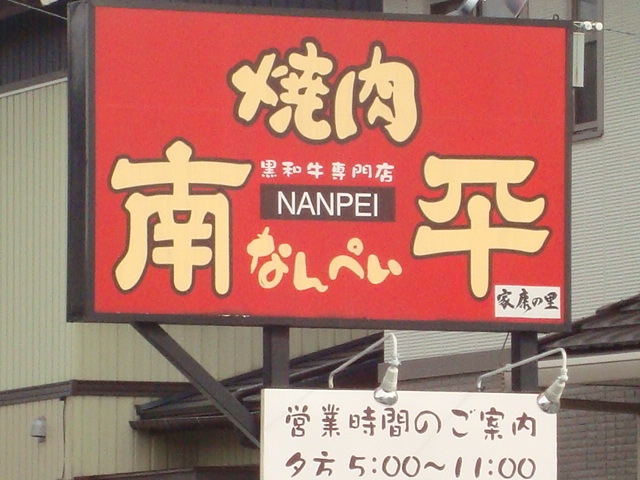 焼肉
黒和牛専門店
南平
NANPEI
なんぺい
家康の里
営業時間のご案内
夕方 5:00〜11:00